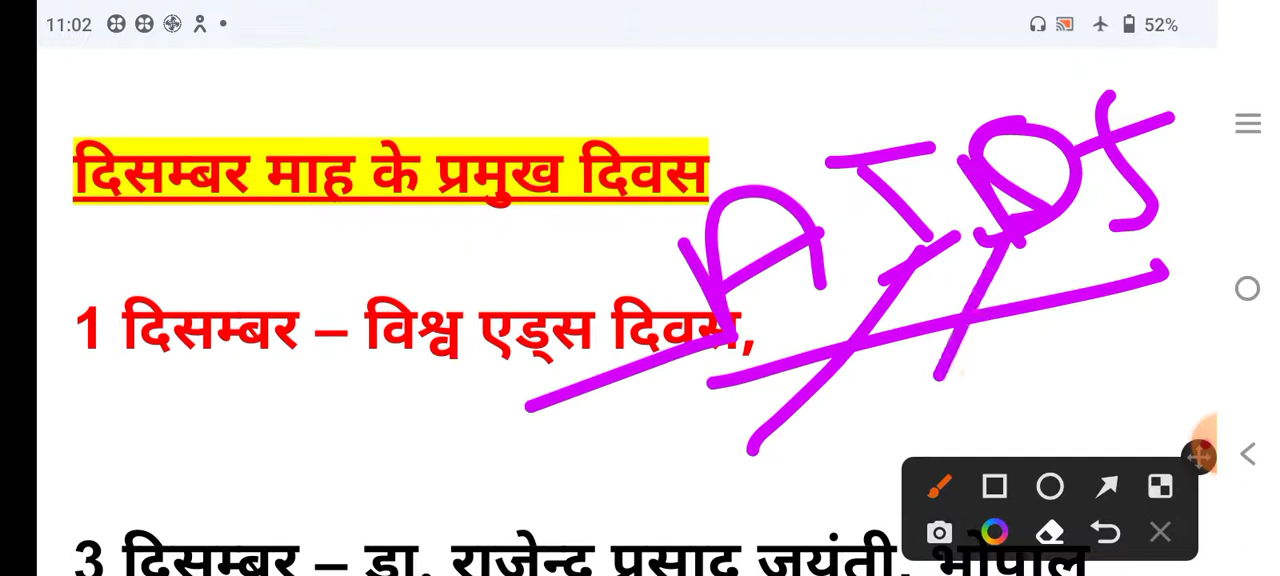 11:02 52%
दिसम्बर माह के प्रमुख दिवस
AIDS
1 दिसम्बर – विश्व एड्स दिवस,
3 दिसम्बर – डा. राजेन्द्र प्रसाद जयंती, भोपाल